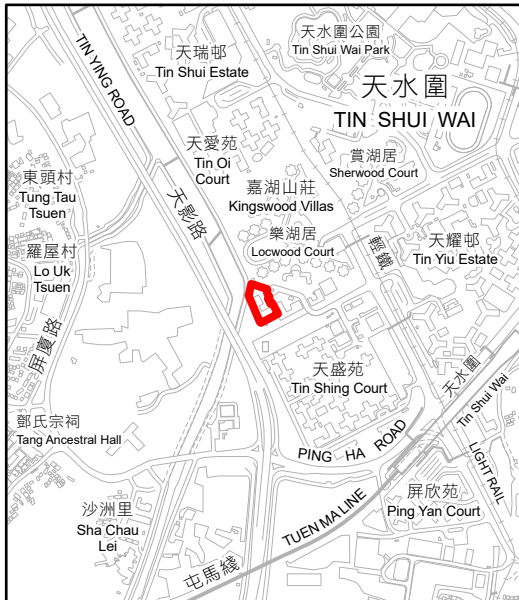 天瑞邨
Tin Shui Estate
天水圍公園
Tin Shui Wai Park
TIN YING ROAD
天水圍
TIN SHUI WAI
天愛苑
Tin Oi
Court
賞湖居
Sherwood Court
東頭村
Tung Tau
Tsuen
嘉湖山莊
Kingswood Villas
天影路
樂湖居
Locwood Court
輕鐵
天耀邨
Tin Yiu Estate
羅屋村
Lo Uk
Tsuen
屏廈路
天盛苑
Tin Shing Court
天水圍
Tin Shui Wai
鄧氏宗祠
Tang Ancestral Hall
PING HA ROAD
LIGHT RAIL
沙洲里
Sha Chau
Lei
屏欣苑
Ping Yan Court
屯馬綫
TUEN MA LINE